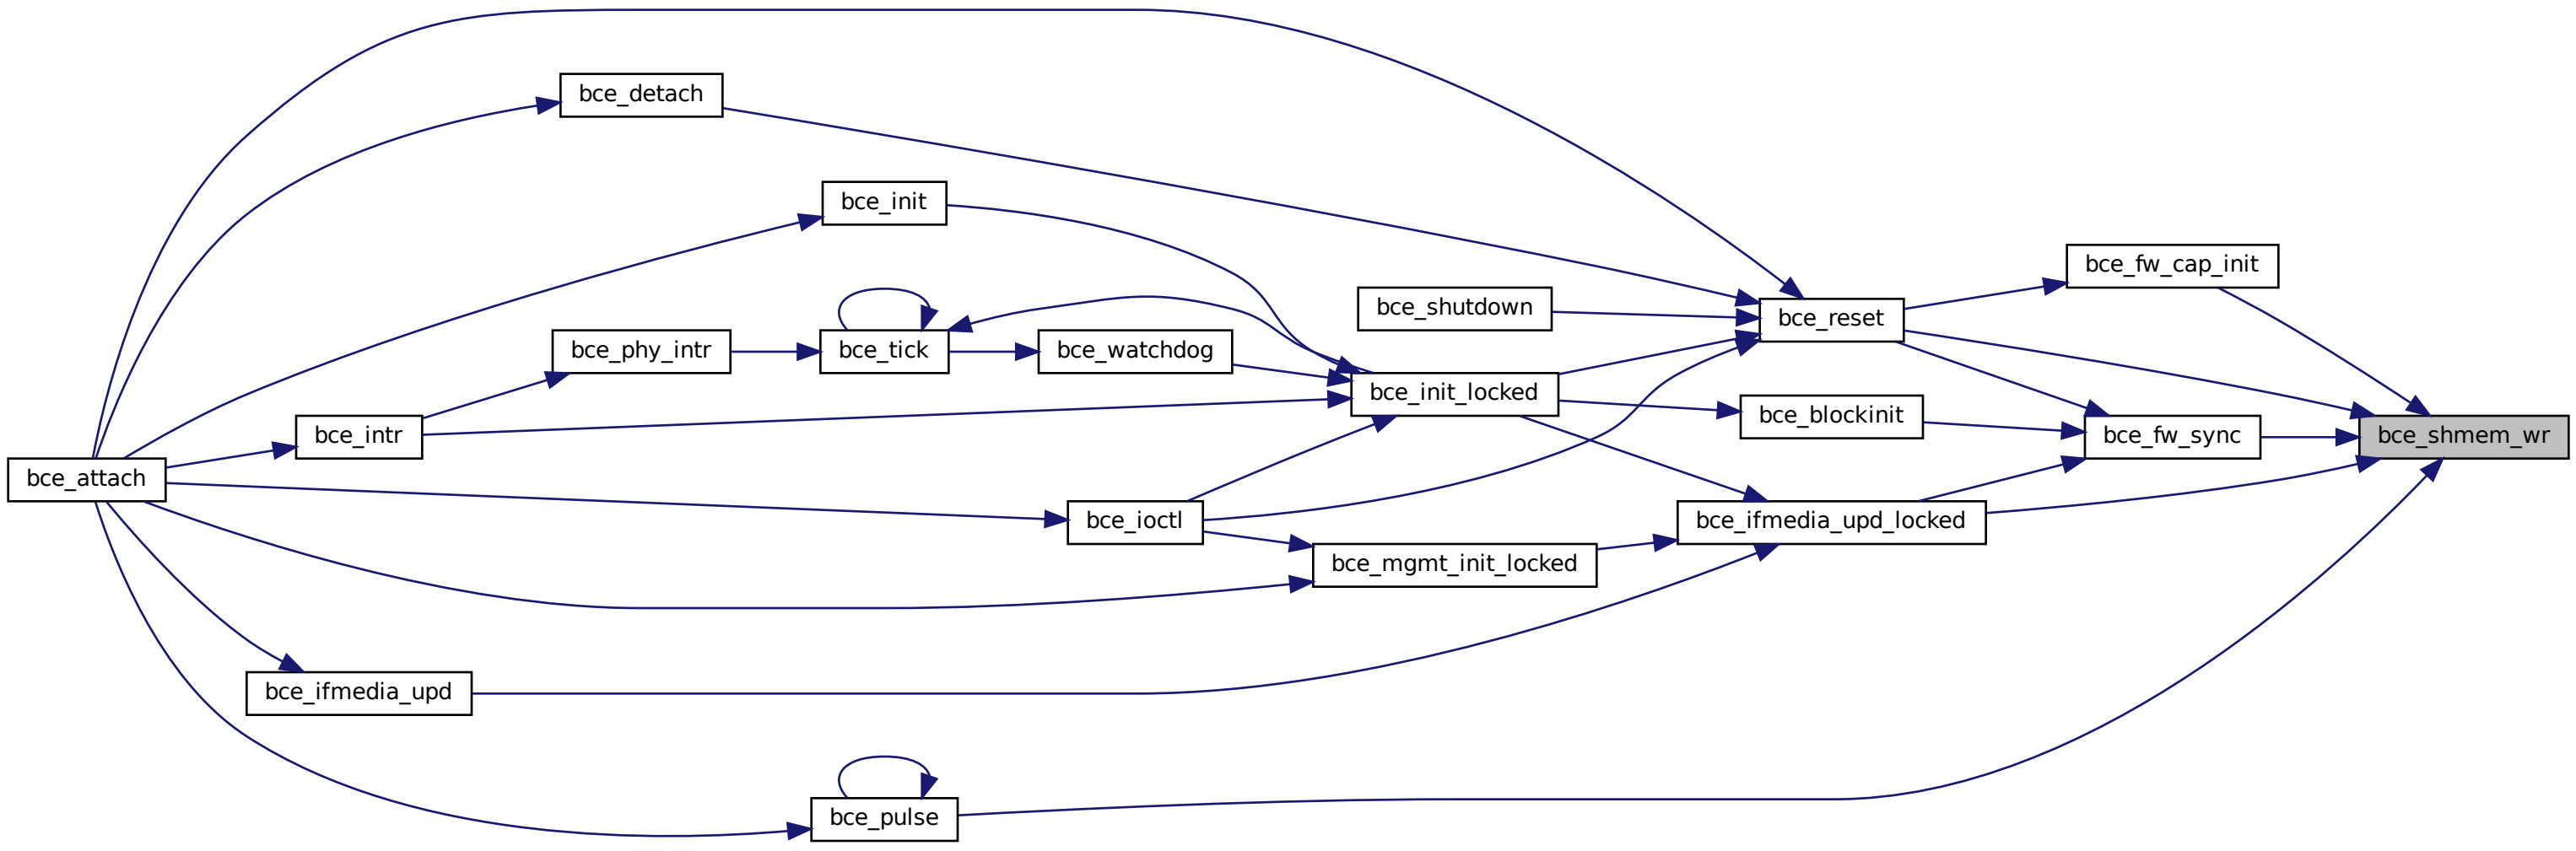 bce_detach
bce_init
bce_fw_cap_init
bce_shutdown
bce_reset
bce_phy_intr
bce_tick
bce_watchdog
bce_init_locked
bce_blockinit
bce_intr
bce_fw_sync
bce_shmem_wr
bce_attach
bce_ioctl
bce_ifmedia_upd_locked
bce_mgmt_init_locked
bce_ifmedia_upd
bce_pulse